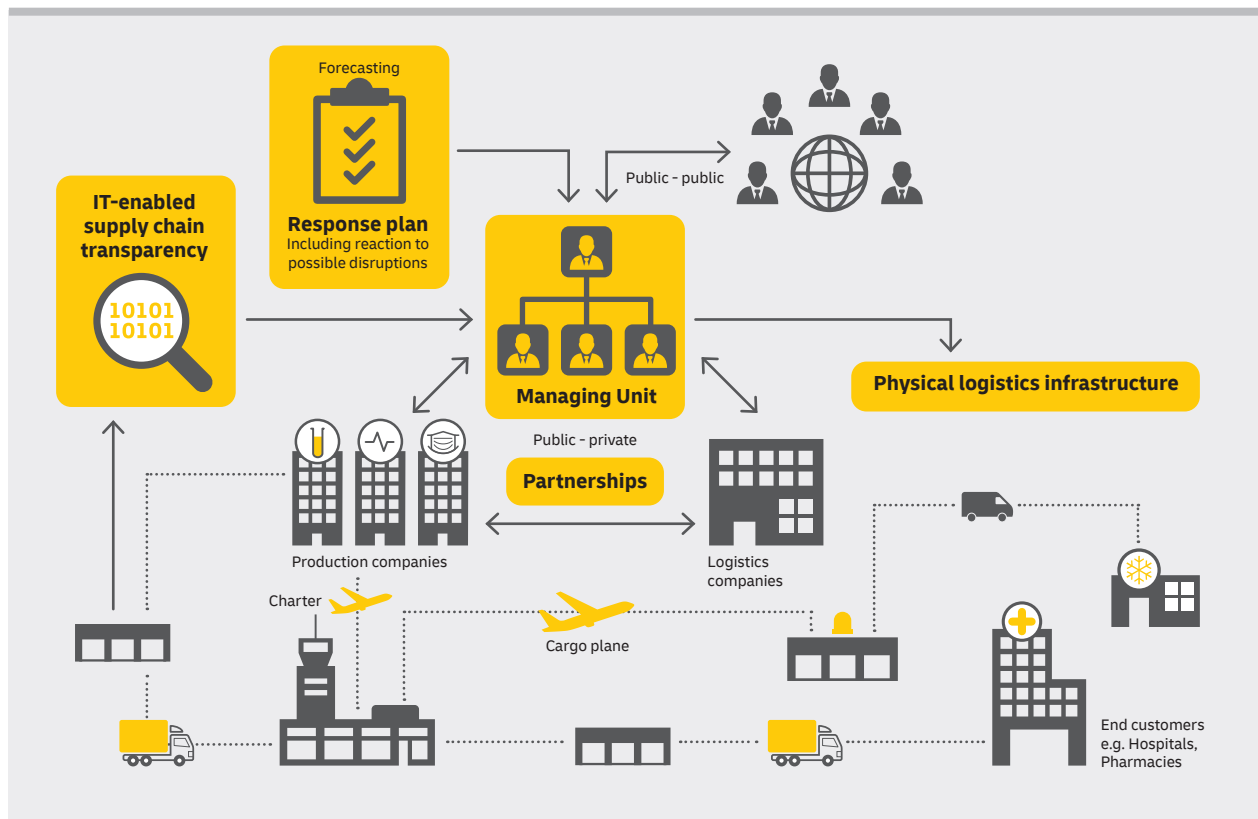 Forecasting
Response plan
Including reaction to
possible disruptions
Public - public
IT-enabled
supply chain
transparency
10101
10101
Managing Unit
Physical logistics infrastructure
Public - private
Partnerships
Production companies
Logistics
companies
Charter
Cargo plane
End customers
e.g. Hospitals,
Pharmacies